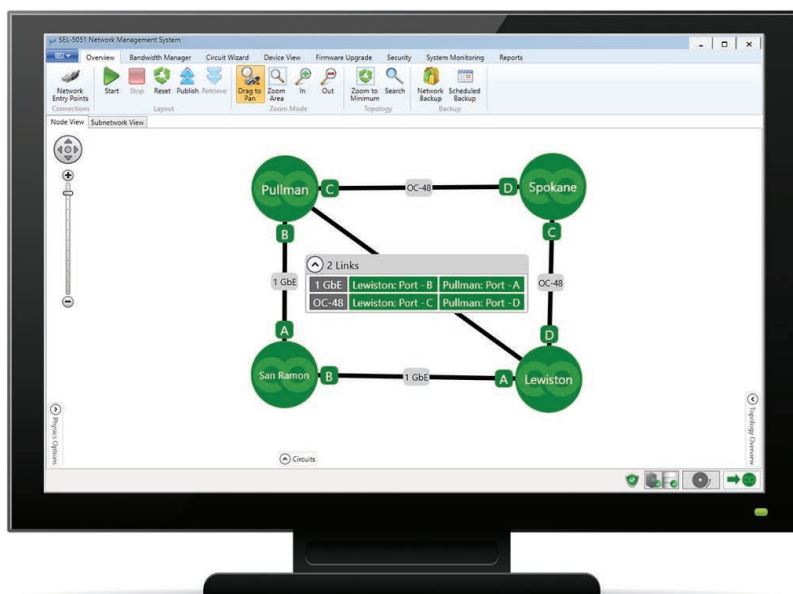 SEL-5051 Network Management System
Overview Bandwidth Manager Circuit Wizard Device View Firmware Upgrade Security System Monitoring Reports
Network Entry Points Start Stop Reset Publish Retrieve Drag to Pan Zoom Area In Out Zoom to Minimum Search Network Backup Scheduled Backup
Connections Layout Zoom Mode Topology Backup
Node View Subnetwork View
Pullman C OC-48 D Spokane
B C
2 Links
1 GbE
1 GbE Lewiston: Port - B Pullman: Port - A
OC-48 Lewiston: Port - C Pullman: Port - D
OC-48
A D
San Ramon B 1 GbE A Lewiston
Physics Options
Topology Overview
Circuits